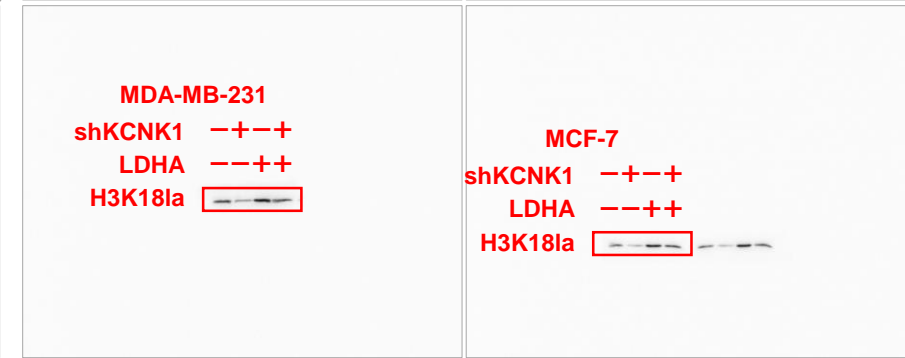 MDA-MB-231
shKCNK1 −+−+
LDHA −−++
H3K18la
MCF-7
shKCNK1 −+−+
LDHA −−++
H3K18la